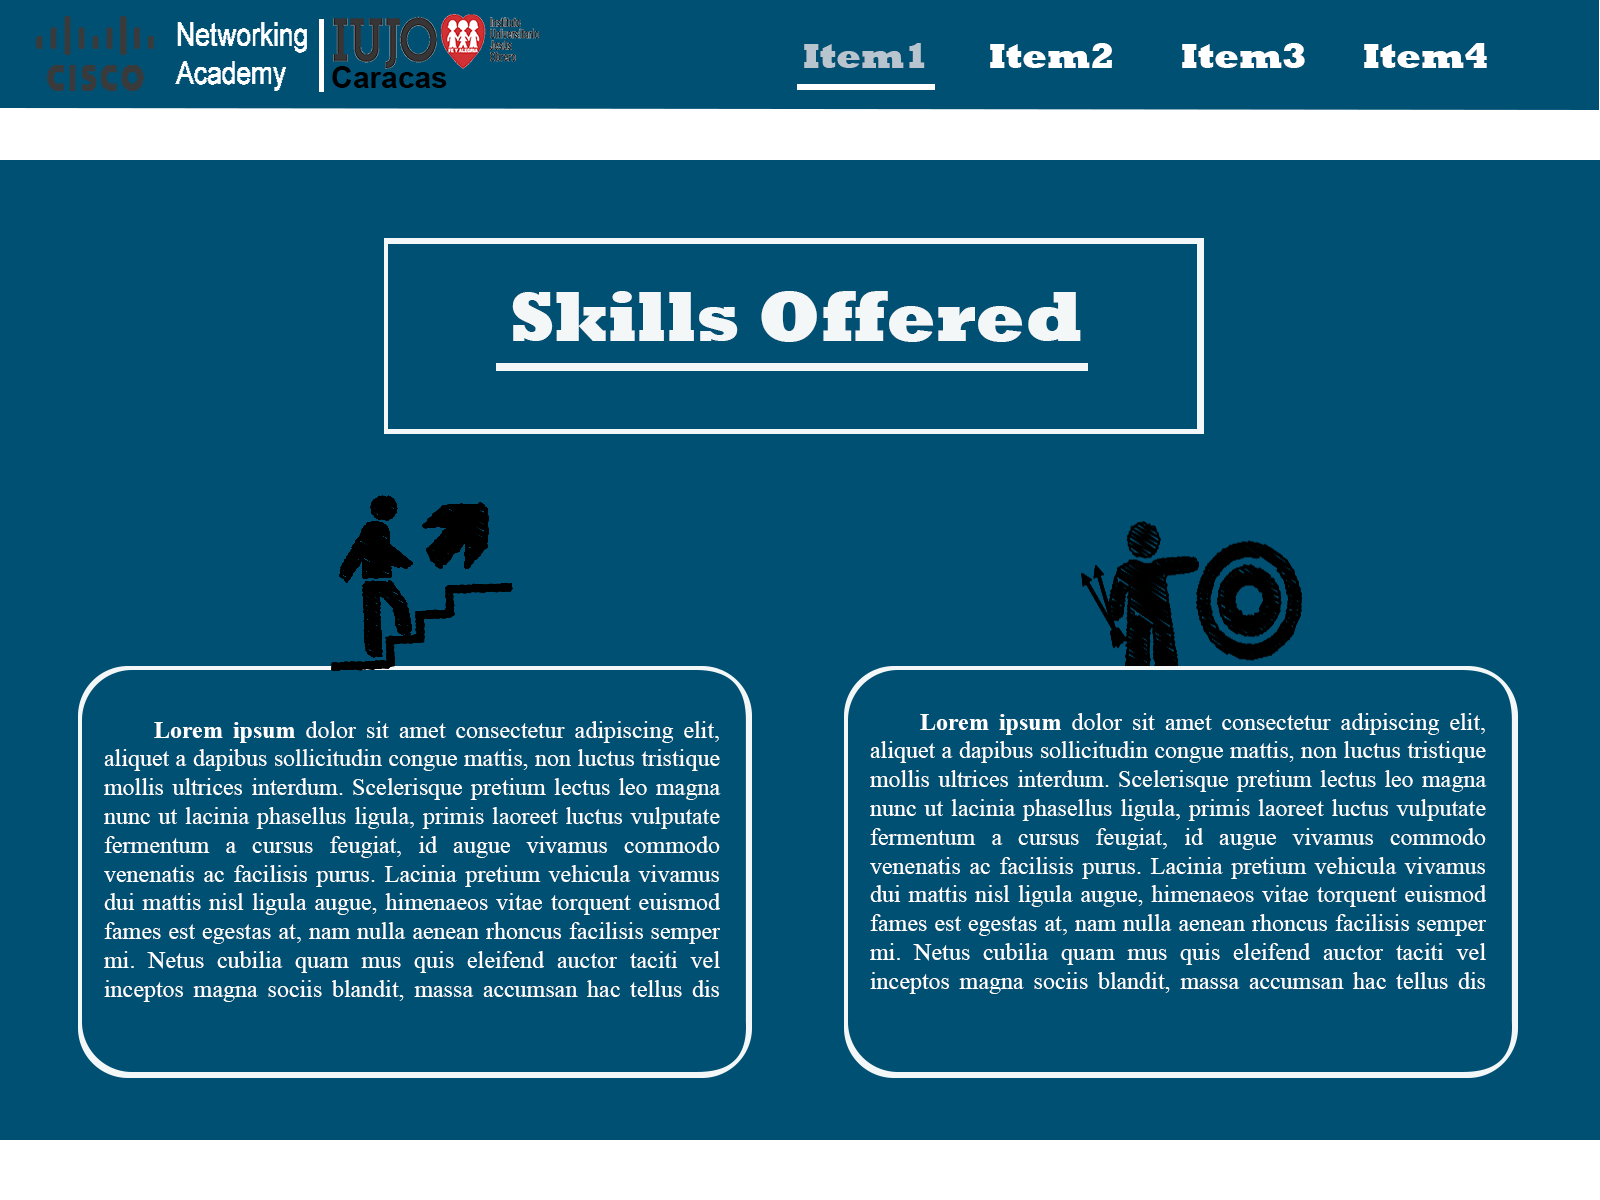 CISCO
Networking
Academy
IUJO
FE Y ALEGRIA
Instituto
Universitario
Jesús
Obrero
Caracas
Item1 Item2 Item3 Item4
Skills Offered
Lorem ipsum dolor sit amet consectetur adipiscing elit,
aliquet a dapibus sollicitudin congue mattis, non luctus tristique
mollis ultrices interdum. Scelerisque pretium lectus leo magna
nunc ut lacinia phasellus ligula, primis laoreet luctus vulputate
fermentum a cursus feugiat, id augue vivamus commodo
venenatis ac facilisis purus. Lacinia pretium vehicula vivamus
dui mattis nisl ligula augue, himenaeos vitae torquent euismod
fames est egestas at, nam nulla aenean rhoncus facilisis semper
mi. Netus cubilia quam mus quis eleifend auctor taciti vel
inceptos magna sociis blandit, massa accumsan hac tellus dis
Lorem ipsum dolor sit amet consectetur adipiscing elit,
aliquet a dapibus sollicitudin congue mattis, non luctus tristique
mollis ultrices interdum. Scelerisque pretium lectus leo magna
nunc ut lacinia phasellus ligula, primis laoreet luctus vulputate
fermentum a cursus feugiat, id augue vivamus commodo
venenatis ac facilisis purus. Lacinia pretium vehicula vivamus
dui mattis nisl ligula augue, himenaeos vitae torquent euismod
fames est egestas at, nam nulla aenean rhoncus facilisis semper
mi. Netus cubilia quam mus quis eleifend auctor taciti vel
inceptos magna sociis blandit, massa accumsan hac tellus dis